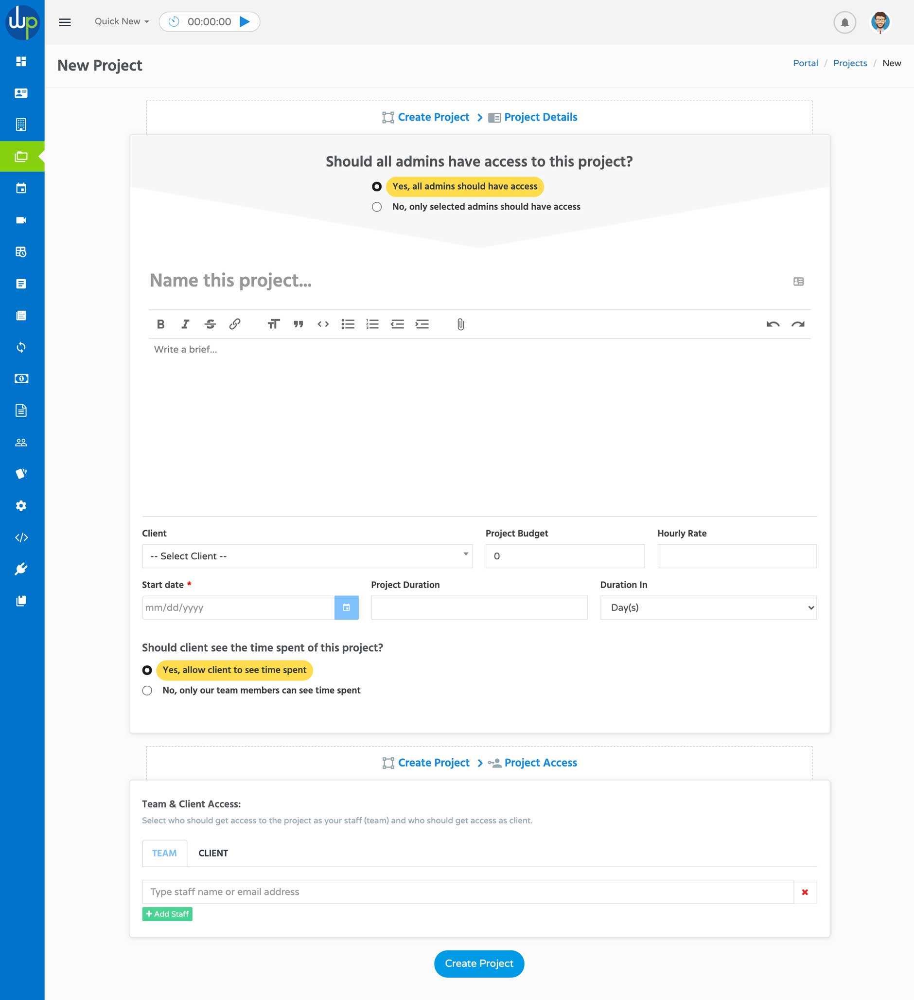 wp
Quick New
00:00:00
New Project
Portal / Projects / New
Create Project > Project Details
Should all admins have access to this project?
Yes, all admins should have access
No, only selected admins should have access
Name this project...
Write a brief...
Client
Project Budget
Hourly Rate
-- Select Client --
0
Start date *
Project Duration
Duration In
mm/dd/yyyy
Day(s)
Should client see the time spent of this project?
Yes, allow client to see time spent
No, only our team members can see time spent
Create Project > Project Access
Team & Client Access:
Select who should get access to the project as your staff (team) and who should get access as client.
TEAM
CLIENT
Type staff name or email address
+ Add Staff
Create Project